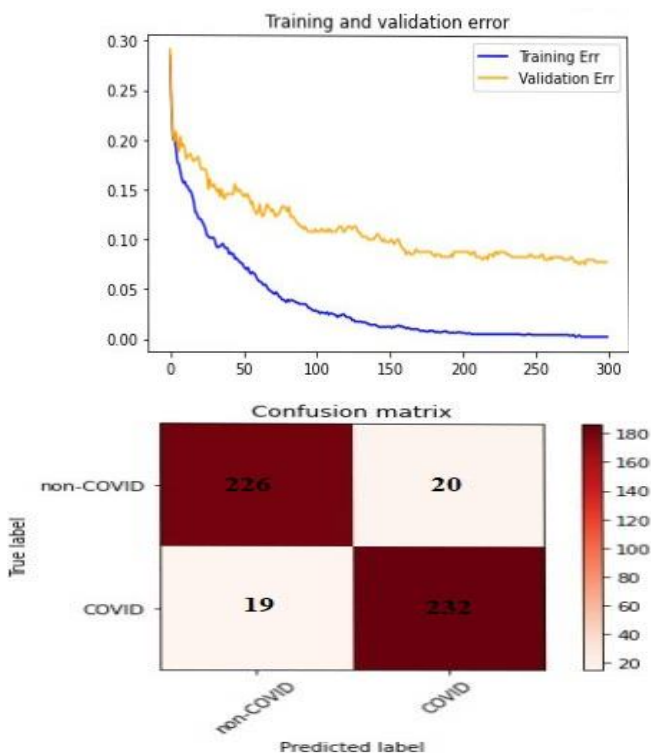 Training and validation error
Training Err
Validation Err
0.30
0.25
0.20
0.15
0.10
0.05
0.00
0 50 100 150 200 250 300
Confusion matrix
True label
non-COVID 226 20
COVID 19 232
non-COVID COVID
Predicted label
180
160
140
120
100
80
60
40
20